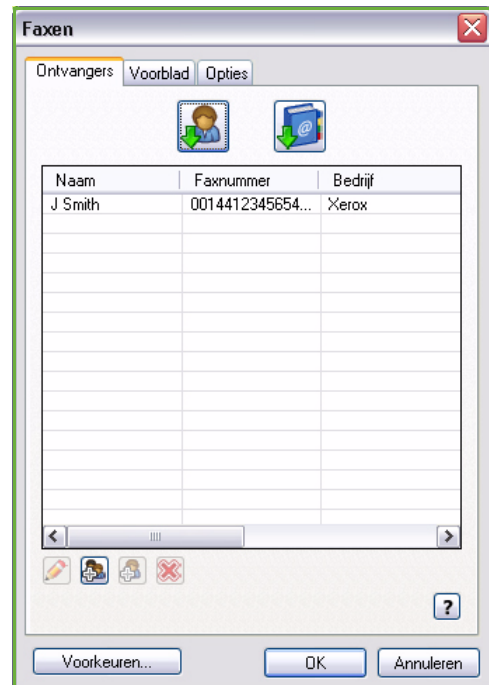 Faxen
Ontvangers Voorblad Opties
Naam Faxnummer Bedrijf
J Smith 0014412345654... Xerox
?
Voorkeuren... OK Annuleren